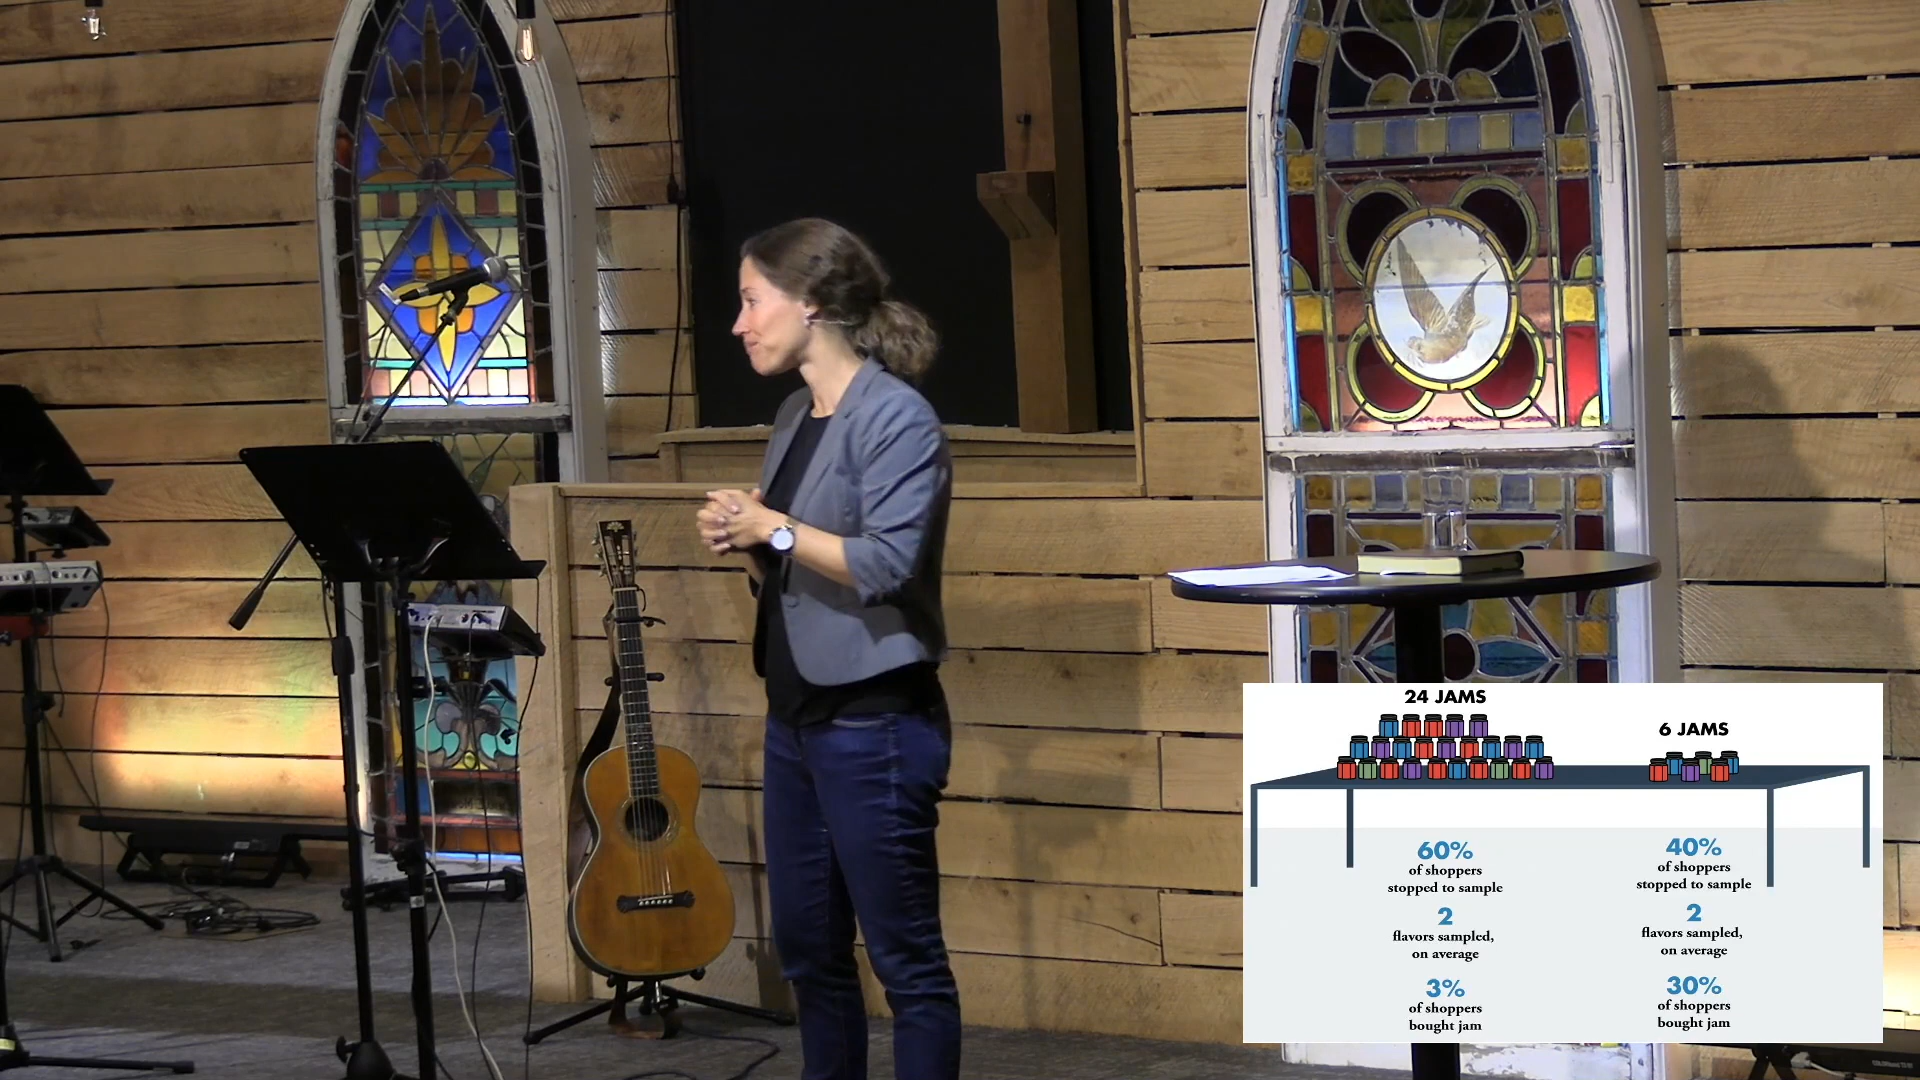 24 JAMS
6 JAMS
60%
of shoppers
stopped to sample
2
flavors sampled,
on average
3%
of shoppers
bought jam
40%
of shoppers
stopped to sample
2
flavors sampled,
on average
30%
of shoppers
bought jam